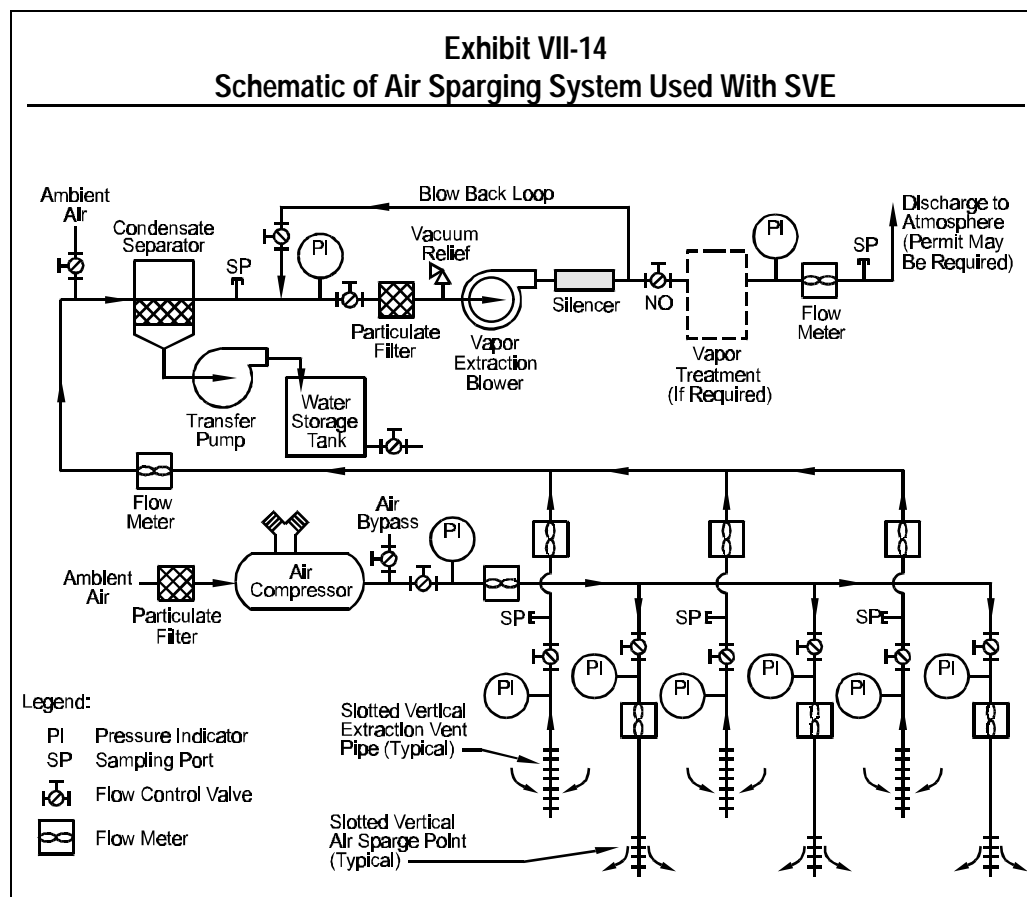 Exhibit VII-14
Schematic of Air Sparging System Used With SVE
Ambient
Air
Condensate
Separator
SP
Blow Back Loop
PI
Vacuum
Relief
Particulate
Filter
Vapor
Extraction
Blower
Silencer
NO
Vapor
Treatment
(If Required)
PI
Flow
Meter
SP
Discharge to
Atmosphere
(Permit May
Be Required)
Transfer
Pump
Water
Storage
Tank
Flow
Meter
Ambient
Air
Particulate
Filter
Air
Compressor
Air
Bypass
PI
SP
SP
SP
PI
PI
PI
PI
PI
PI
Slotted Vertical
Extraction Vent
Pipe (Typical)
Slotted Vertical
Air Sparge Point
(Typical)
Legend:
PI Pressure Indicator
SP Sampling Port
Flow Control Valve
Flow Meter